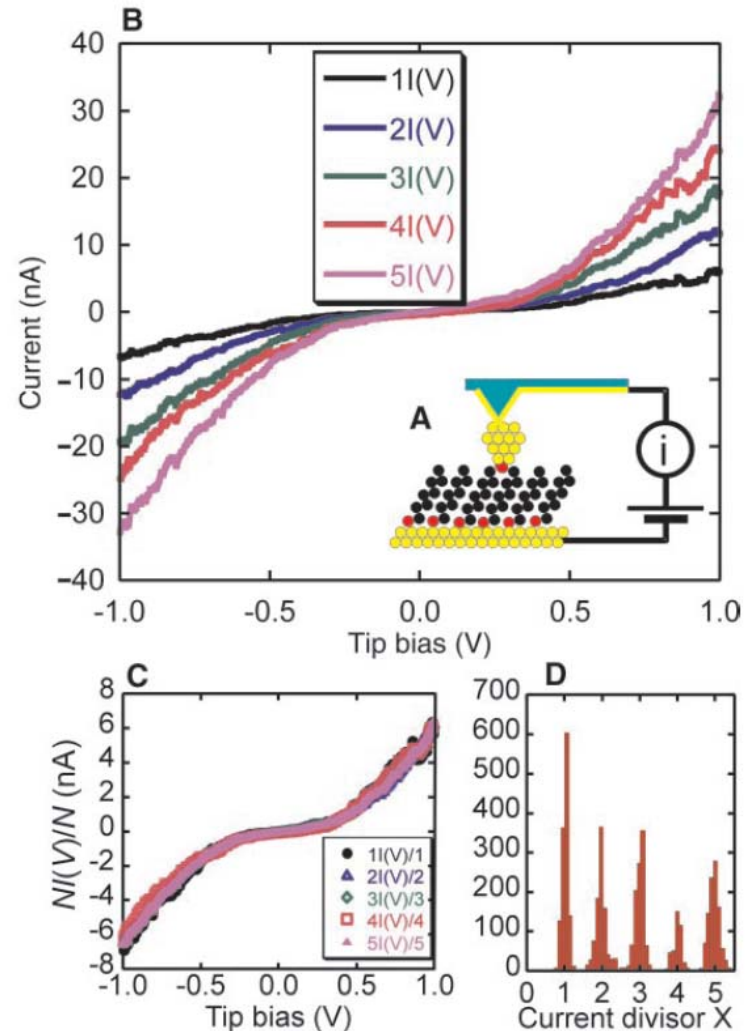 B
40
30
20
10
0
−10
−20
−30
−40
Current (nA)
1I(V)
2I(V)
3I(V)
4I(V)
5I(V)
A
i
-1.0 -0.5 0.0 0.5 1.0
Tip bias (V)
C
8
6
4
2
0
-2
-4
-6
-8
NI(V)/N (nA)
1I(V)/1
2I(V)/2
3I(V)/3
4I(V)/4
5I(V)/5
-1.0 -0.5 0.0 0.5 1.0
Tip bias (V)
D
700
600
500
400
300
200
100
0
0 1 2 3 4 5
Current divisor X